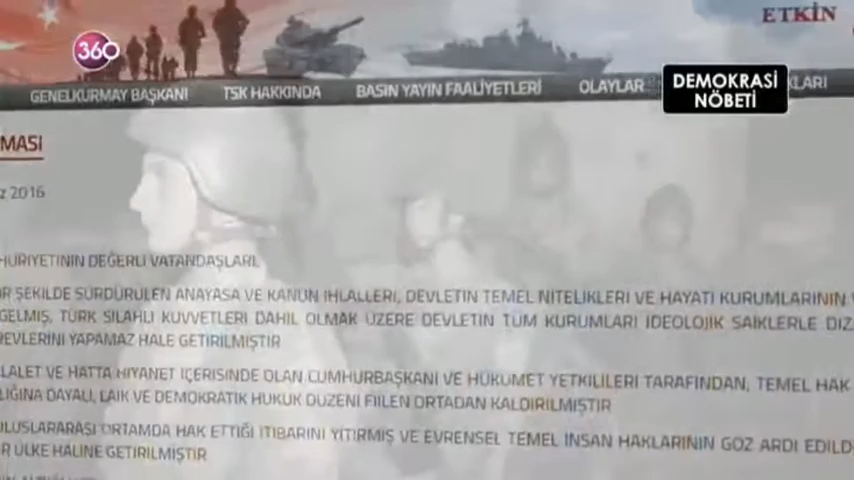 ETKİN
360
GENELKURMAY BAŞKANI TSK HAKKINDA BASIN YAYIN FAALİYETLERİ OLAYLAR KLARI
DEMOKRASİ
NÖBETİ
MASI
z 2016
HURİYETİNİN DEĞERLİ VATANDAŞLARI,
R ŞEKİLDE SÜRDÜRÜLEN ANAYASA VE KANUN İHLALLERİ, DEVLETİN TEMEL NİTELİKLERİ VE HAYATİ KURUMLARININ
GELMİŞ, TÜRK SİLAHLI KUVVETLERİ DAHİL OLMAK ÜZERE DEVLETİN TÜM KURUMLARI İDEOLOJİK SAİKLERLE DİZ
REVLERİNİ YAPAMAZ HALE GETİRİLMİŞTİR
LALET VE HATTA HIYANET İÇERİSİNDE OLAN CUMHURBAŞKANI VE HÜKÜMET YETKİLİLERİ TARAFINDAN, TEMEL HAK
LIĞINA DAYALI, LAİK VE DEMOKRATİK HUKUK DÜZENİ FİİLEN ORTADAN KALDIRILMIŞTIR
ULUSLARARASI ORTAMDA HAK ETTİĞİ İTİBARINI YİTİRMİŞ VE EVRENSEL TEMEL İNSAN HAKLARININ GÖZ ARDI EDİLD
R ÜLKE HALİNE GETİRİLMİŞTİR